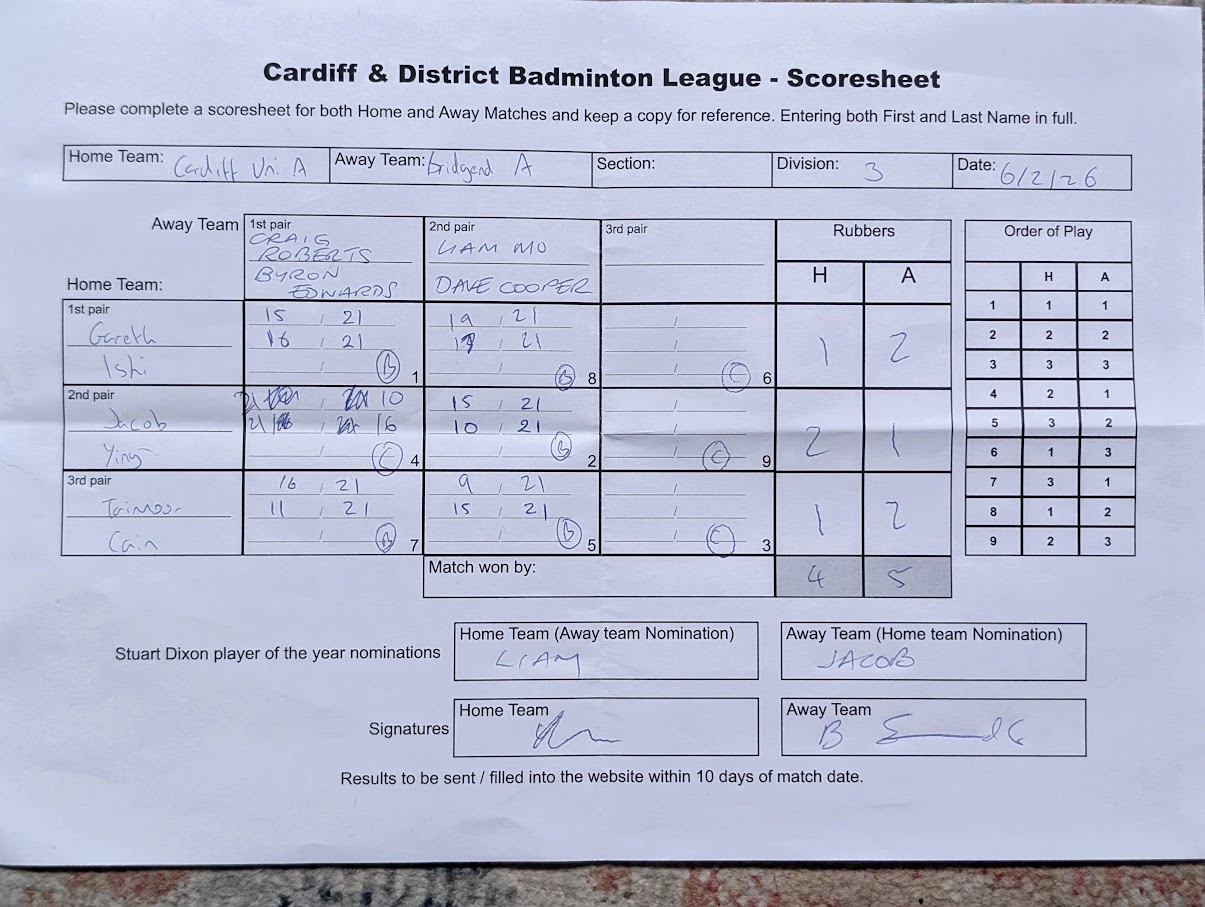 Cardiff & District Badminton League - Scoresheet
Please complete a scoresheet for both Home and Away Matches and keep a copy for reference. Entering both First and Last Name in full.
Home Team: Cardiff Uni A Away Team: Bridgend A Section: Division: 3 Date: 6/2/26
Away Team 1st pair 2nd pair 3rd pair Rubbers Order of Play
CRAIG ROBERTS LIAM MO
Home Team: BYRON EDWARDS DAVE COOPER H A H A
1st pair 15 / 21 19 / 21 / 1 1 1
Gareth 16 / 21 / 21 / 1 2 2 2 2
Ishi / B 1 / B 8 / C 6 3 3 3
2nd pair 21 / 10 15 / 21 / 4 2 1
Jacob 21 / 16 10 / 21 / 2 1 5 3 2
Ying / C 4 / B 2 / C 9 6 1 3
3rd pair 16 / 21 9 / 21 / 7 3 1
Taimoor 11 / 21 15 / 21 / 1 2 8 1 2
Cain / B 7 / B 5 / C 3 9 2 3
Match won by: 4 5
Stuart Dixon player of the year nominations
Home Team (Away team Nomination) Away Team (Home team Nomination)
LIAM JACOB
Signatures
Home Team Away Team
B
Results to be sent / filled into the website within 10 days of match date.